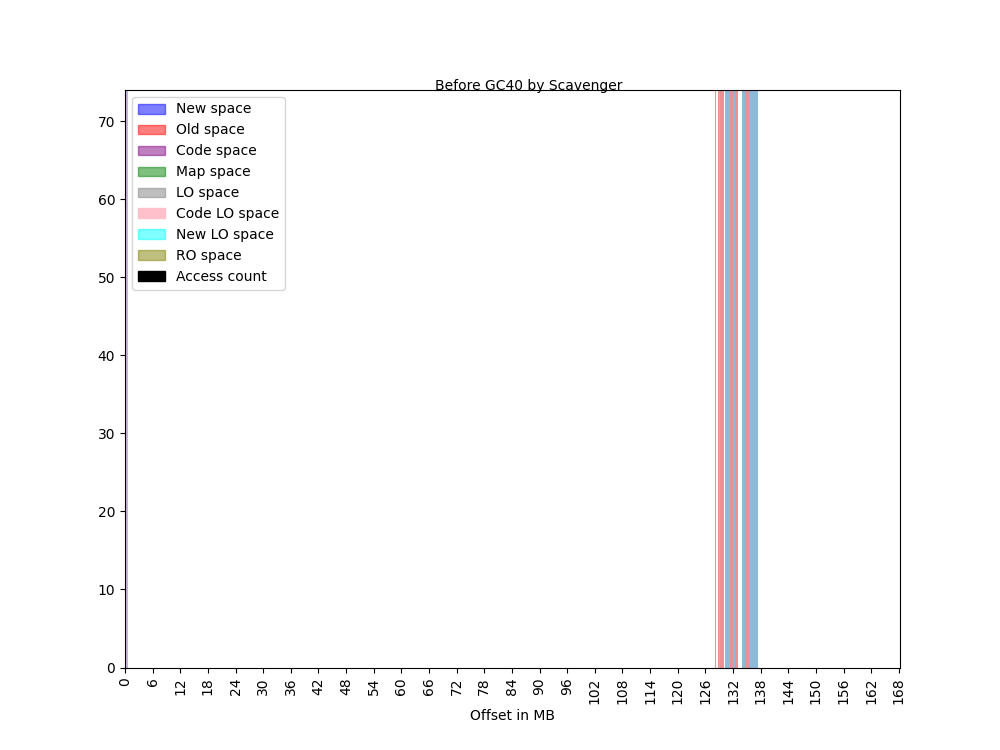 Before GC40 by Scavenger
New space
Old space
Code space
Map space
LO space
Code LO space
New LO space
RO space
Access count
70
60
50
40
30
20
10
0
0 6 12 18 24 30 36 42 48 54 60 66 72 78 84 90 96 102 108 114 120 126 132 138 144 150 156 162 168
Offset in MB